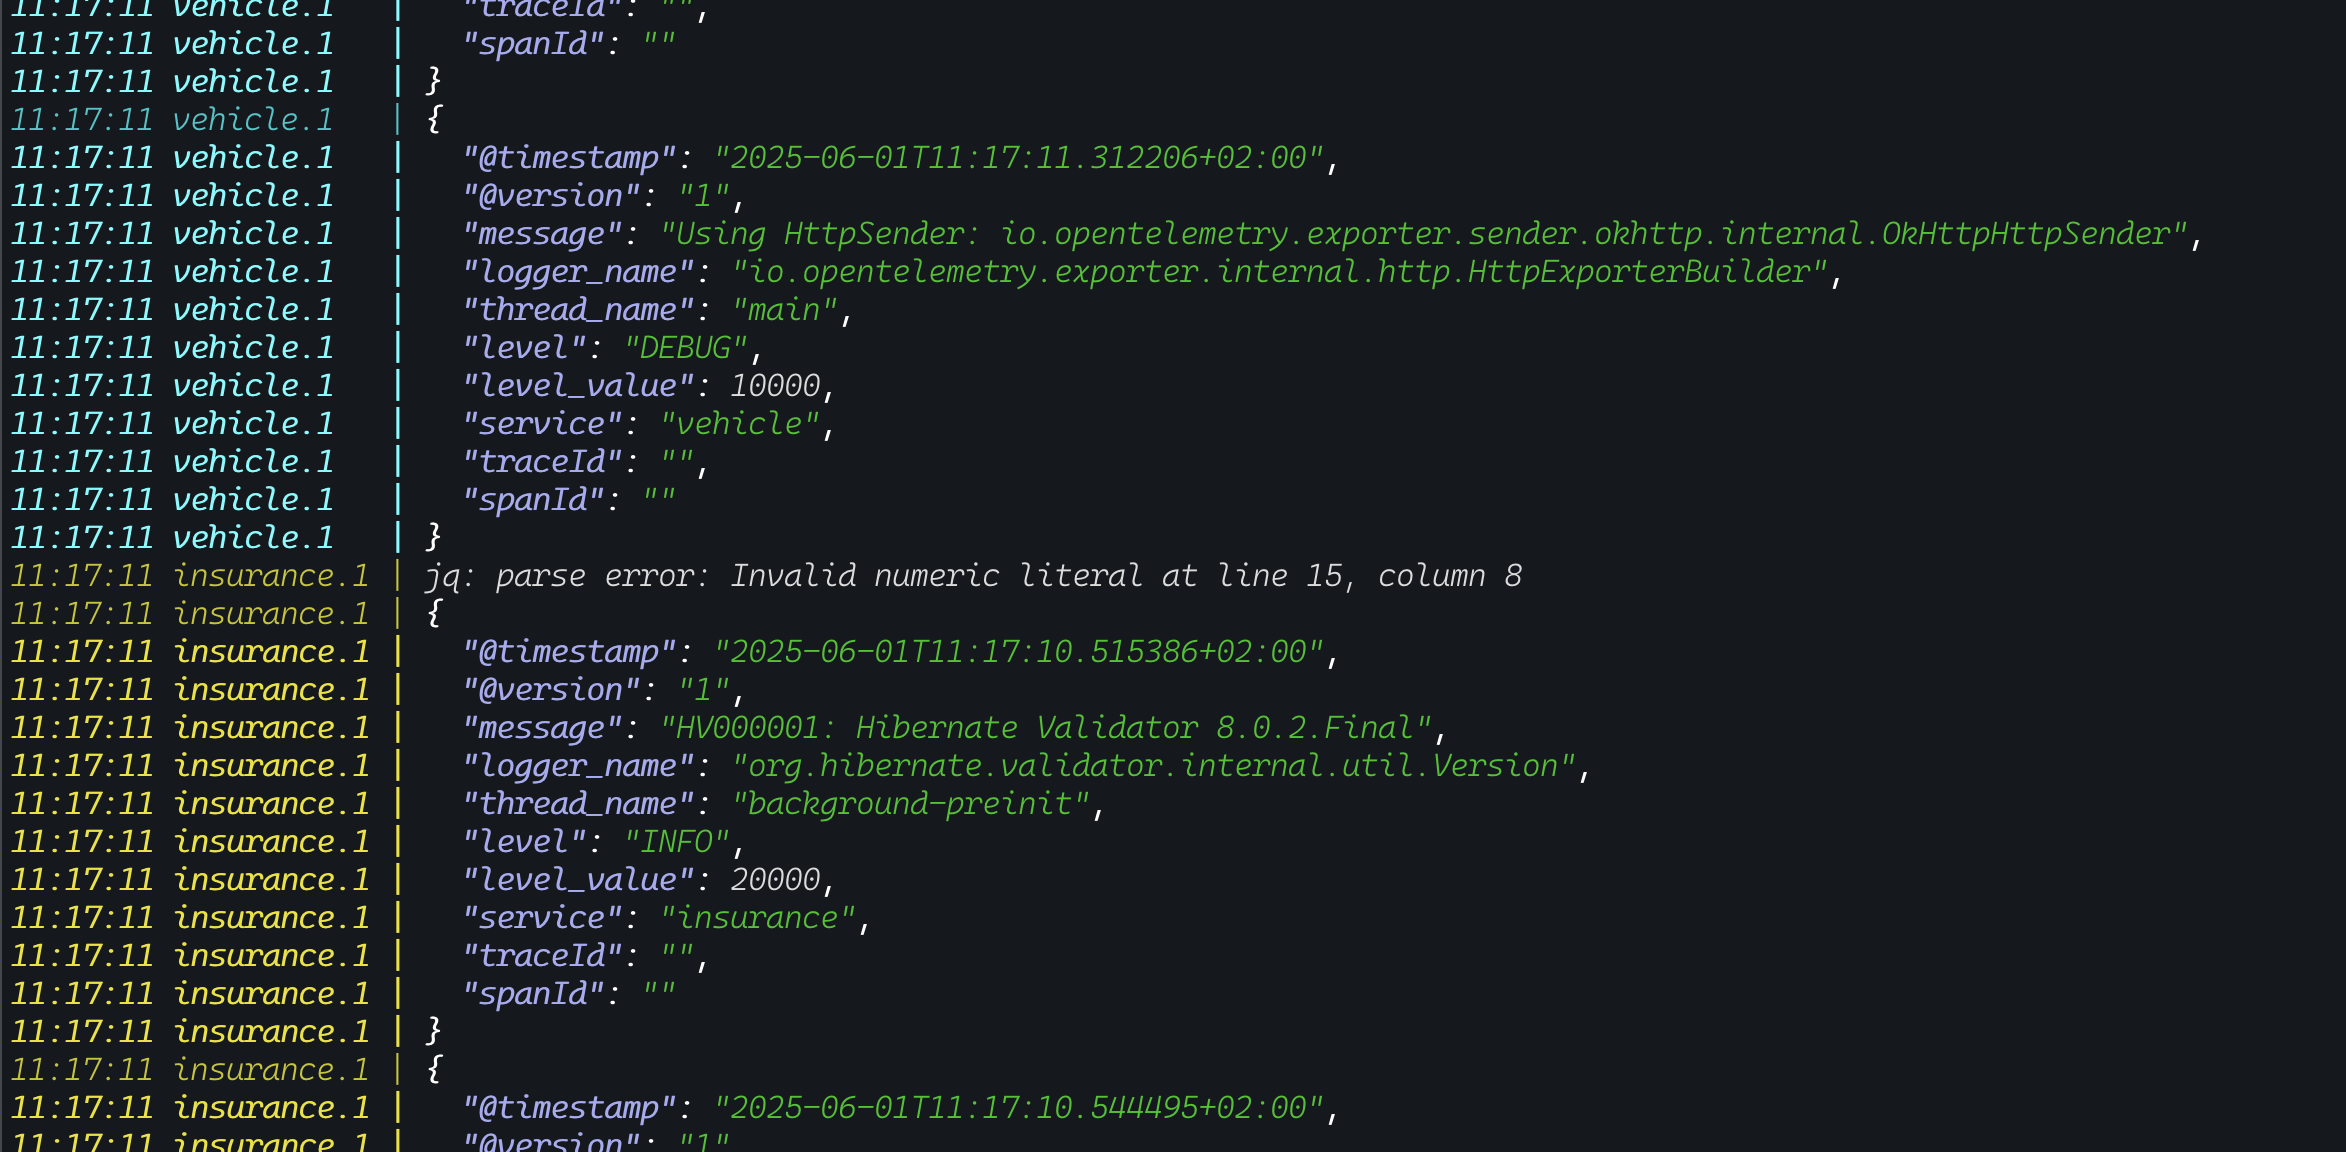 11:17:11 vehicle.1    |   "traceId": "",
11:17:11 vehicle.1    |   "spanId": ""
11:17:11 vehicle.1    | }
11:17:11 vehicle.1    | {
11:17:11 vehicle.1    |   "@timestamp": "2025-06-01T11:17:11.312206+02:00",
11:17:11 vehicle.1    |   "@version": "1",
11:17:11 vehicle.1    |   "message": "Using HttpSender: io.opentelemetry.exporter.sender.okhttp.internal.OkHttpHttpSender",
11:17:11 vehicle.1    |   "logger_name": "io.opentelemetry.exporter.internal.http.HttpExporterBuilder",
11:17:11 vehicle.1    |   "thread_name": "main",
11:17:11 vehicle.1    |   "level": "DEBUG",
11:17:11 vehicle.1    |   "level_value": 10000,
11:17:11 vehicle.1    |   "service": "vehicle",
11:17:11 vehicle.1    |   "traceId": "",
11:17:11 vehicle.1    |   "spanId": ""
11:17:11 vehicle.1    | }
11:17:11 insurance.1 | jq: parse error: Invalid numeric literal at line 15, column 8
11:17:11 insurance.1 | {
11:17:11 insurance.1 |   "@timestamp": "2025-06-01T11:17:10.515386+02:00",
11:17:11 insurance.1 |   "@version": "1",
11:17:11 insurance.1 |   "message": "HV000001: Hibernate Validator 8.0.2.Final",
11:17:11 insurance.1 |   "logger_name": "org.hibernate.validator.internal.util.Version",
11:17:11 insurance.1 |   "thread_name": "background-preinit",
11:17:11 insurance.1 |   "level": "INFO",
11:17:11 insurance.1 |   "level_value": 20000,
11:17:11 insurance.1 |   "service": "insurance",
11:17:11 insurance.1 |   "traceId": "",
11:17:11 insurance.1 |   "spanId": ""
11:17:11 insurance.1 | }
11:17:11 insurance.1 | {
11:17:11 insurance.1 |   "@timestamp": "2025-06-01T11:17:10.544495+02:00",
11:17:11 insurance.1 |   "@version": "1"